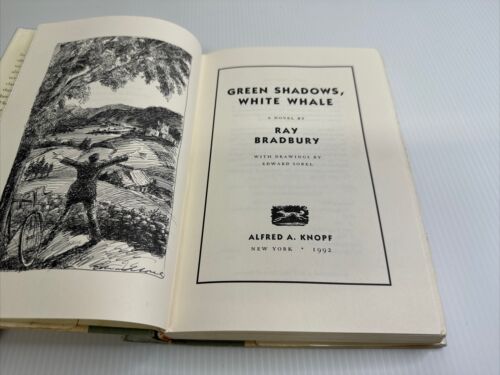 GREEN SHADOWS,
WHITE WHALE
A NOVEL BY
RAY
BRADBURY
WITH DRAWINGS BY
EDWARD SOREL
ALFRED A. KNOPF
NEW YORK • 1992